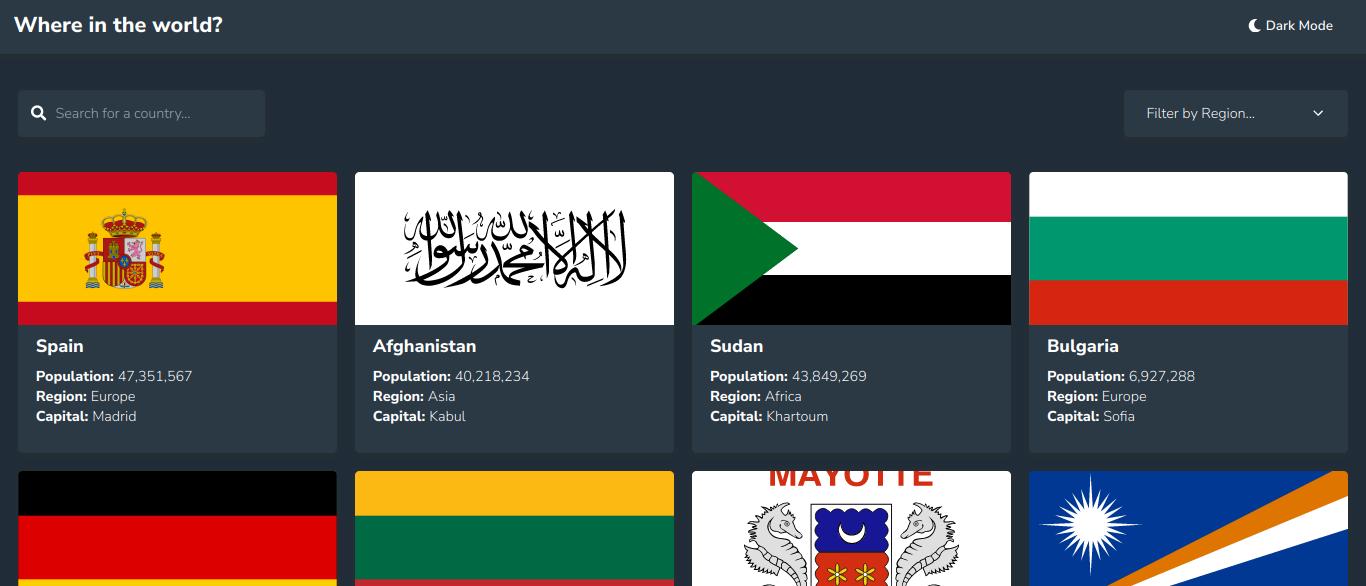 Where in the world?
Dark Mode
Search for a country...
Filter by Region...
لا إله إلا الله محمد رسول الله
Spain
Population: 47,351,567
Region: Europe
Capital: Madrid
Afghanistan
Population: 40,218,234
Region: Asia
Capital: Kabul
Sudan
Population: 43,849,269
Region: Africa
Capital: Khartoum
Bulgaria
Population: 6,927,288
Region: Europe
Capital: Sofia
MAYOTTE